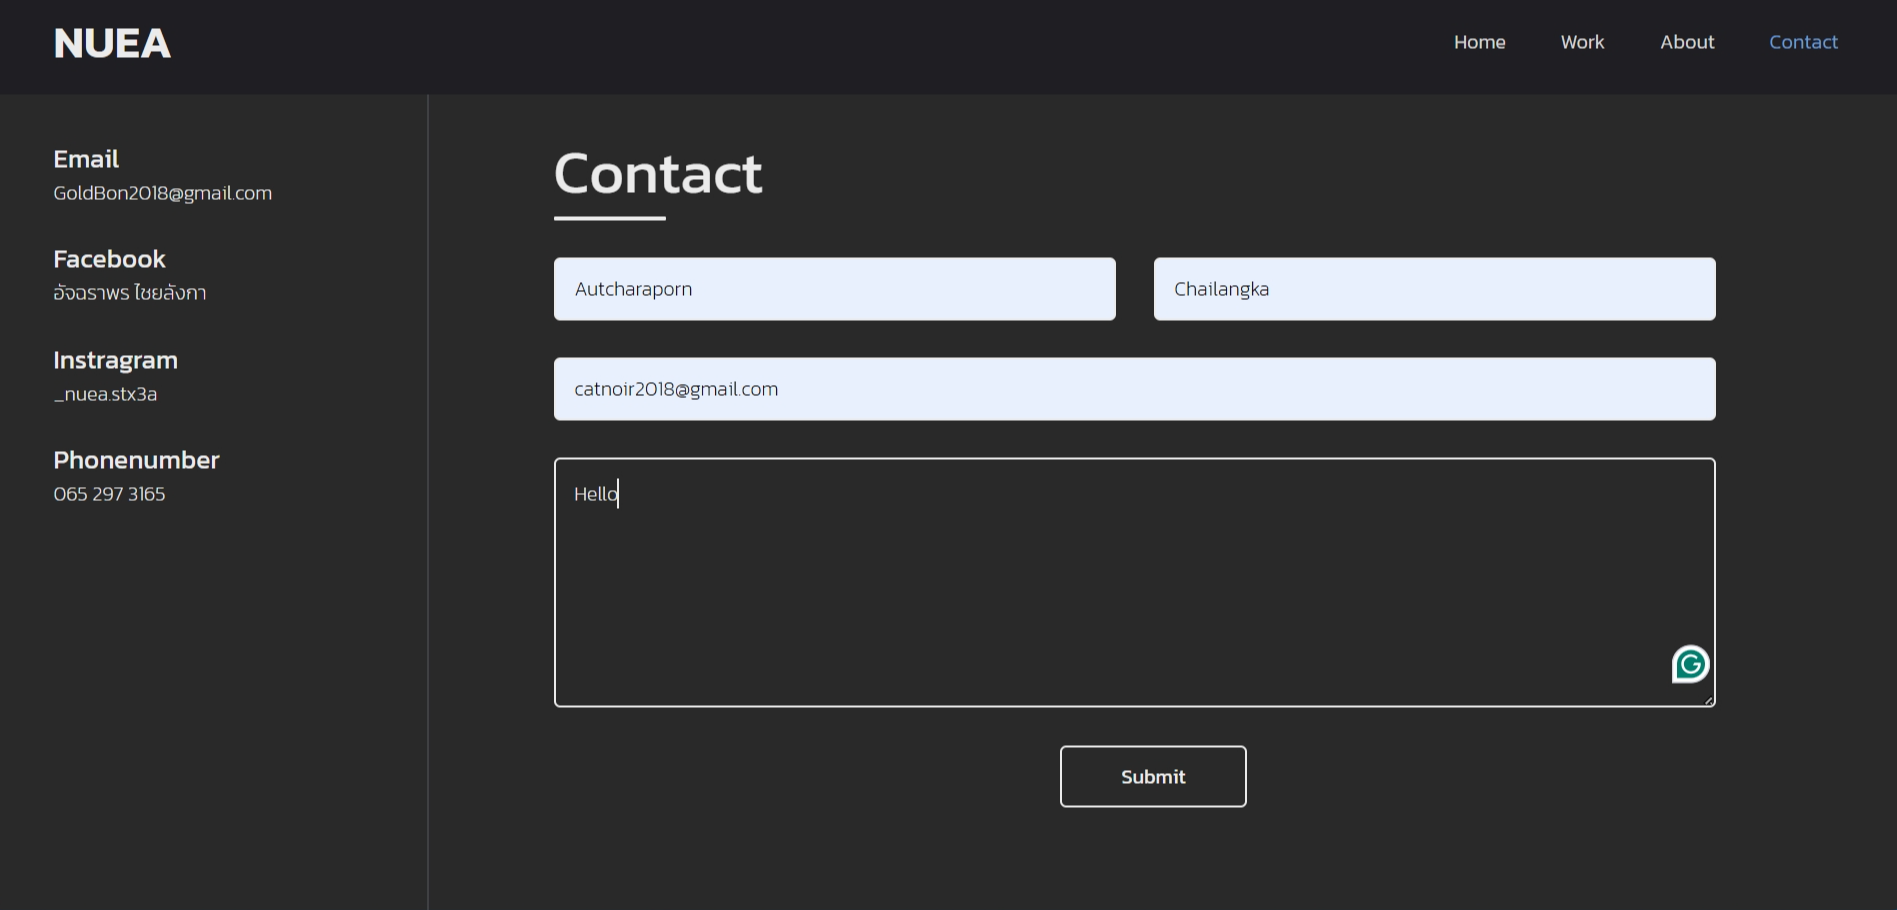 NUEA
Home
Work
About
Contact
Email
GoldBon2018@gmail.com
Facebook
อัจฉราพร ไชยลังกา
Instragram
_nuea.stx3a
Phonenumber
065 297 3165
Contact
Autcharaporn
Chailangka
catnoir2018@gmail.com
Hello
Submit